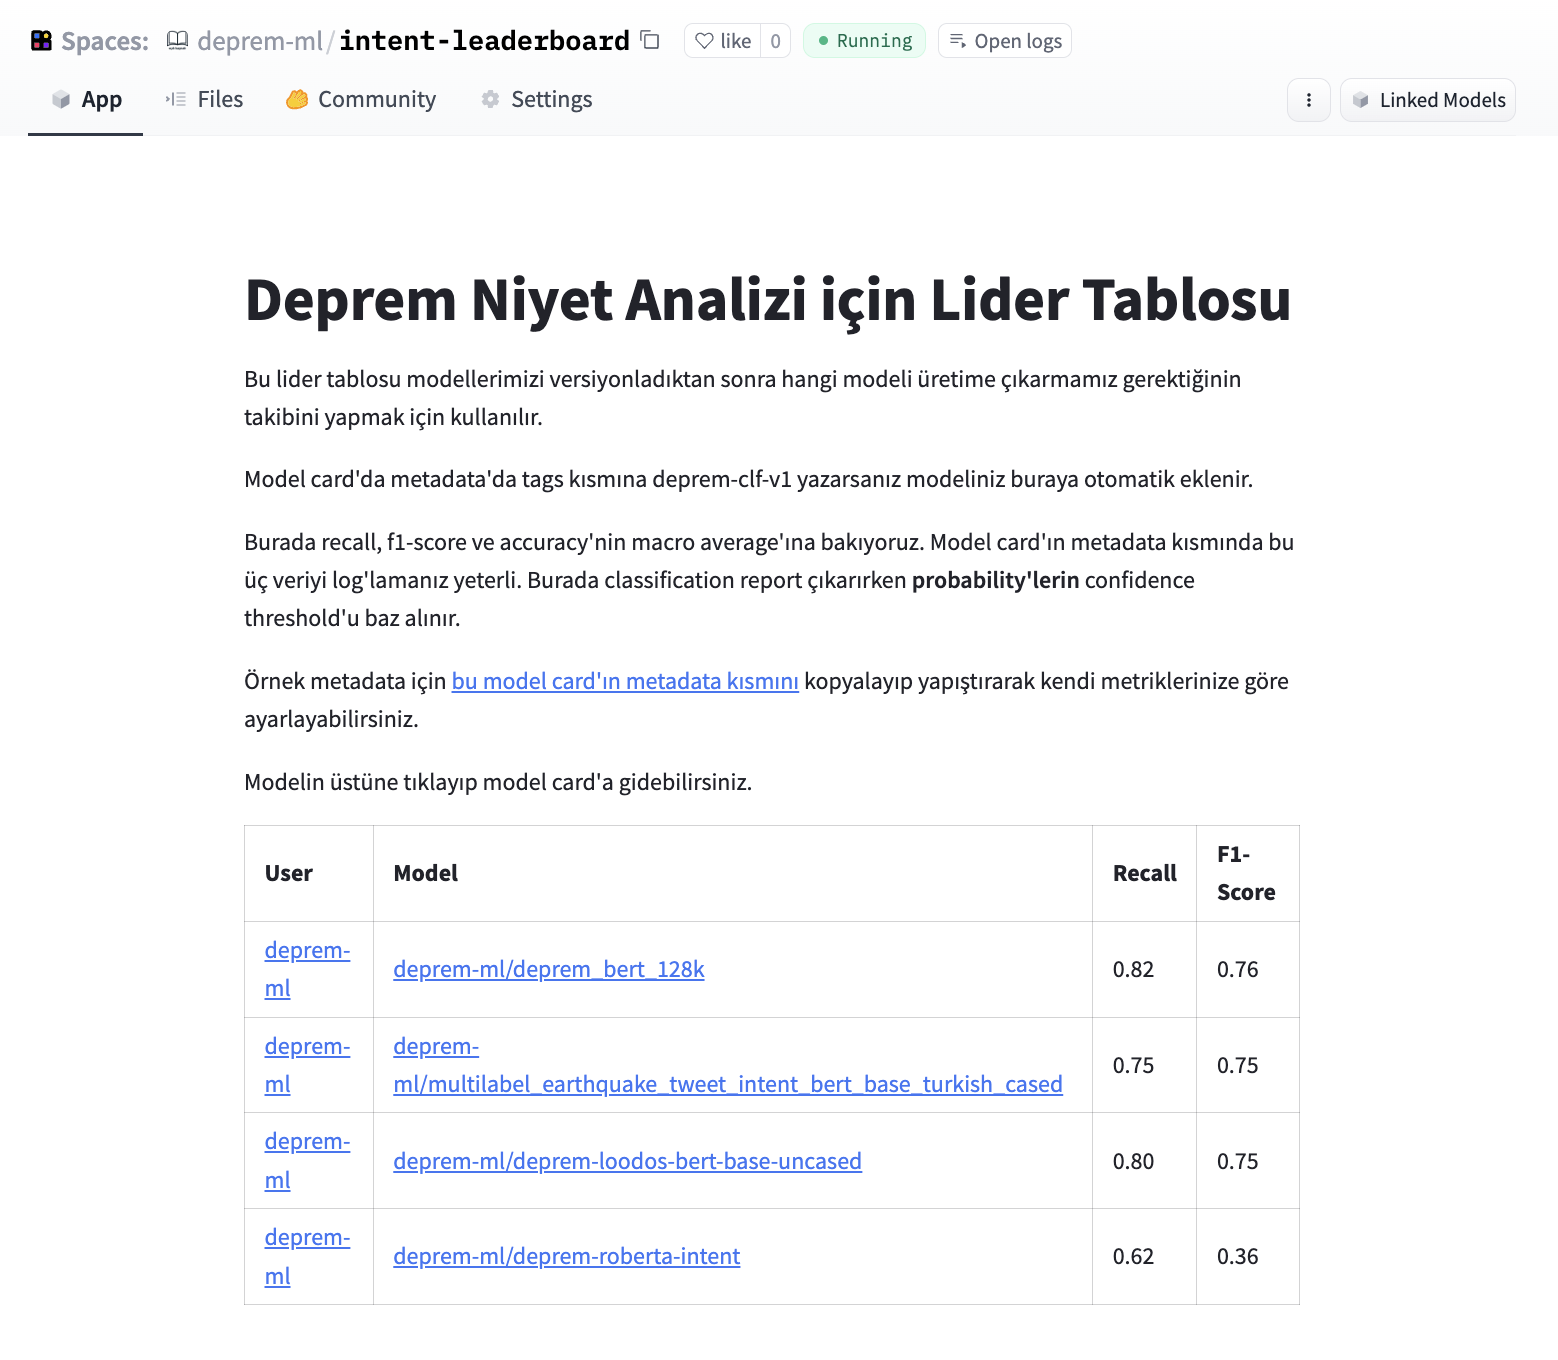 Spaces: deprem-ml/intent-leaderboard like 0 Running Open logs
App Files Community Settings Linked Models
Deprem Niyet Analizi için Lider Tablosu
Bu lider tablosu modellerimizi versiyonladıktan sonra hangi modeli üretime çıkarmamız gerektiğinin
takibini yapmak için kullanılır.
Model card'da metadata'da tags kısmına deprem-clf-v1 yazarsanız modeliniz buraya otomatik eklenir.
Burada recall, f1-score ve accuracy'nin macro average'ına bakıyoruz. Model card'ın metadata kısmında bu
üç veriyi log'lamanız yeterli. Burada classification report çıkarırken probability'lerin confidence
threshold'u baz alınır.
Örnek metadata için bu model card'ın metadata kısmını kopyalayıp yapıştırarak kendi metriklerinize göre
ayarlayabilirsiniz.
Modelin üstüne tıklayıp model card'a gidebilirsiniz.
User Model Recall F1-
Score
deprem-
ml
deprem-ml/deprem_bert_128k 0.82 0.76
deprem-
ml
deprem-
ml/multilabel_earthquake_tweet_intent_bert_base_turkish_cased 0.75 0.75
deprem-
ml
deprem-ml/deprem-loodos-bert-base-uncased 0.80 0.75
deprem-
ml
deprem-ml/deprem-roberta-intent 0.62 0.36